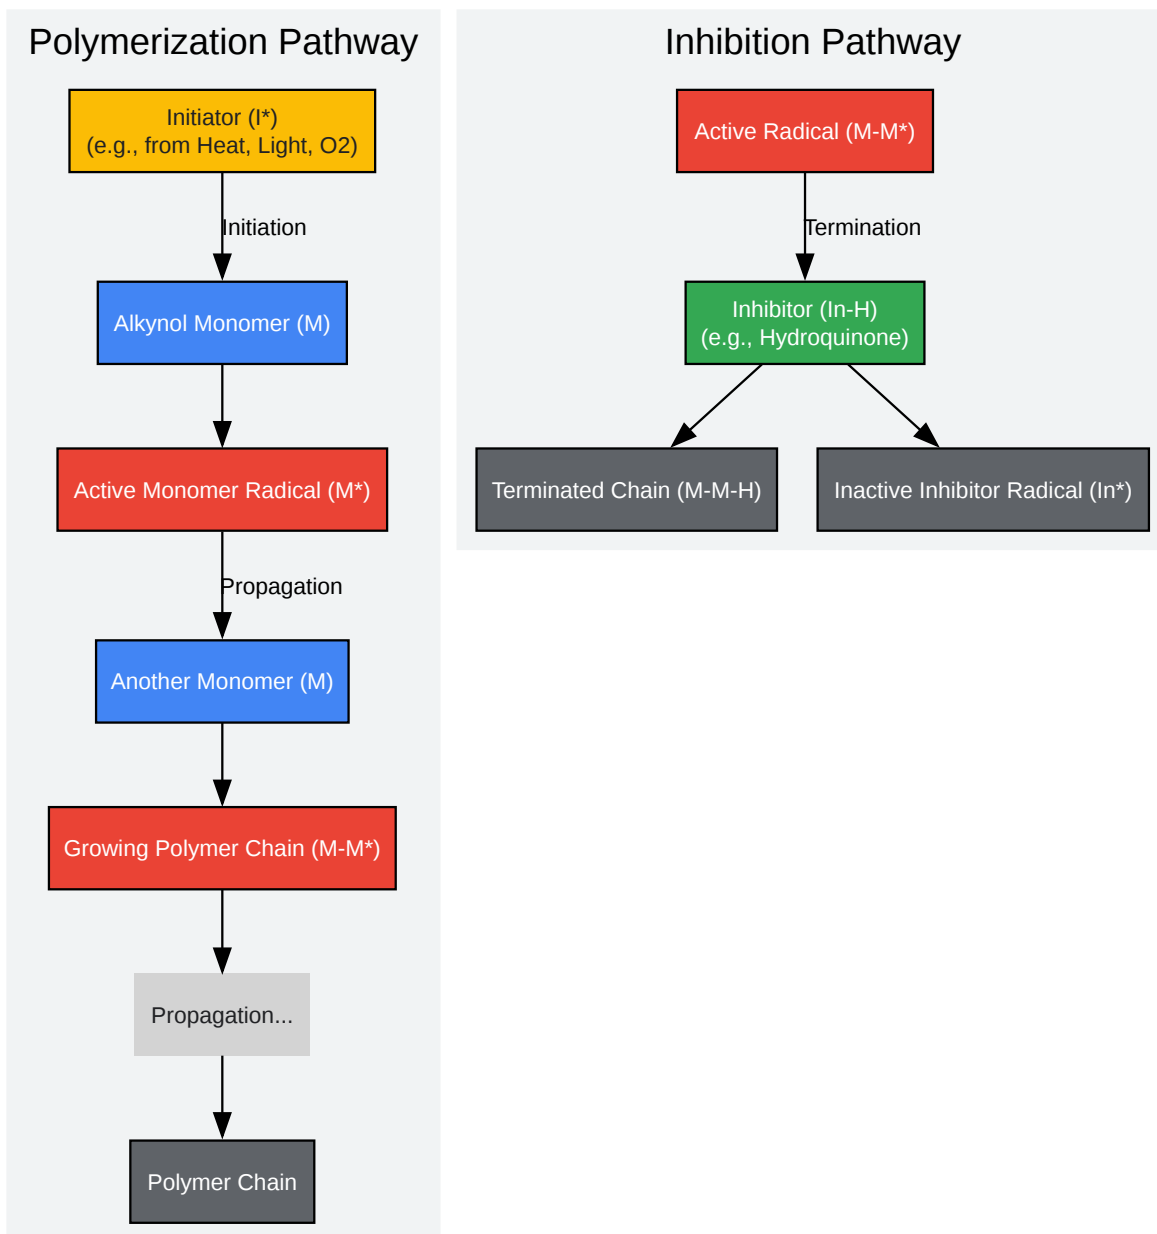 Polymerization Pathway
Initiator (I*)
(e.g., from Heat, Light, O2)
Initiation
Alkynol Monomer (M)
Active Monomer Radical (M*)
Propagation
Another Monomer (M)
Growing Polymer Chain (M-M*)
Propagation...
Polymer Chain
Inhibition Pathway
Active Radical (M-M*)
Termination
Inhibitor (In-H)
(e.g., Hydroquinone)
Terminated Chain (M-M-H)
Inactive Inhibitor Radical (In*)